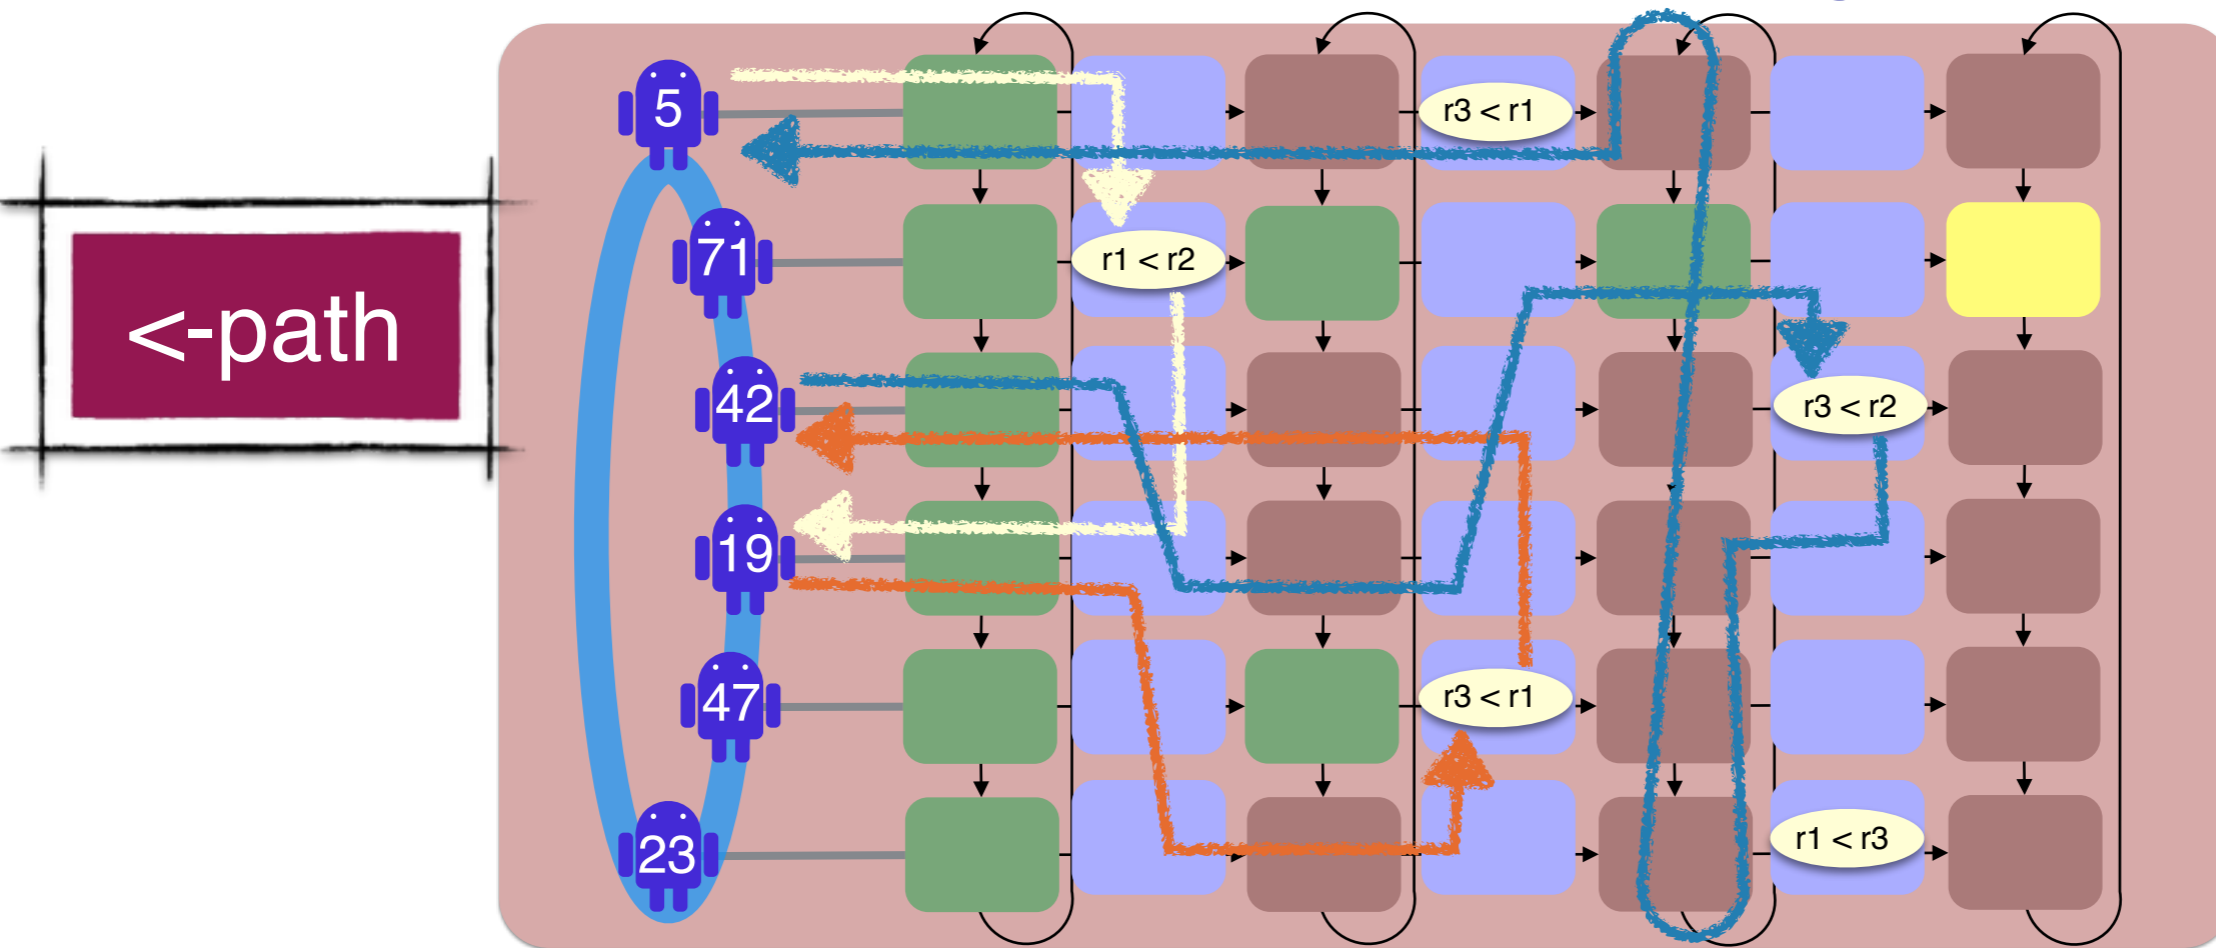 <-path
5
r3 < r1
71
r1 < r2
42
r3 < r2
19
47
r3 < r1
23
r1 < r3